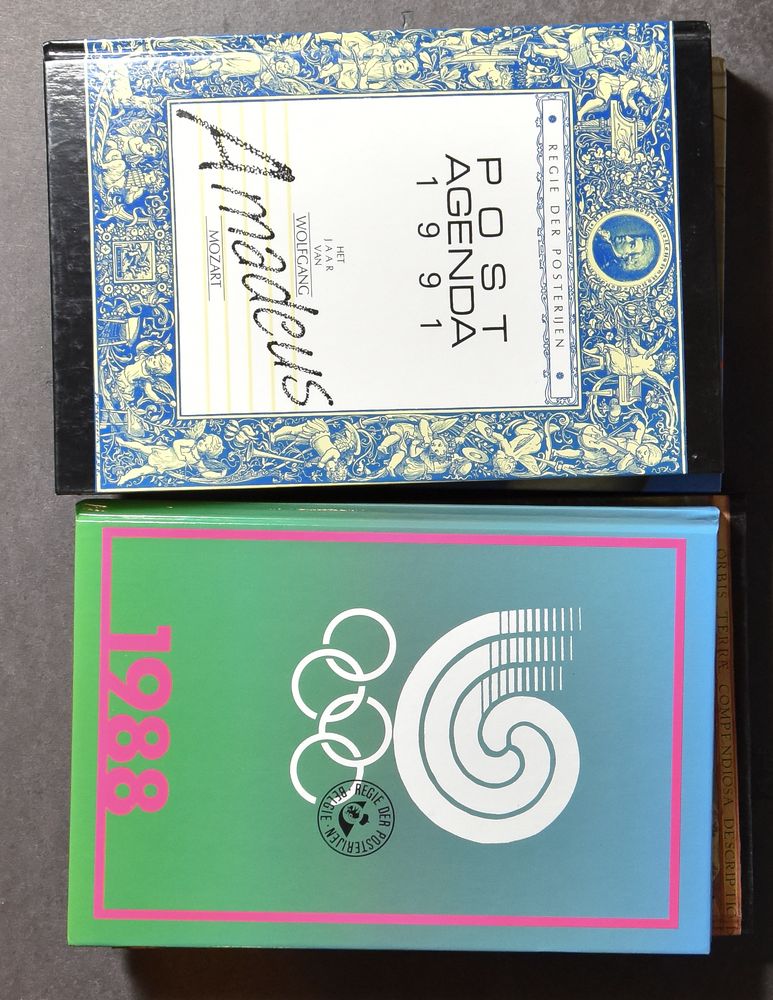 REGIE DER POSTERIJEN
POST
AGENDA
1991
HET
JAAR
VAN
WOLFGANG
Amadeus
MOZART
REGIE DER POSTERIJEN
BELGIE
1988
ORBIS TERRÆ COMPENDIOSA DESCRIPTIO